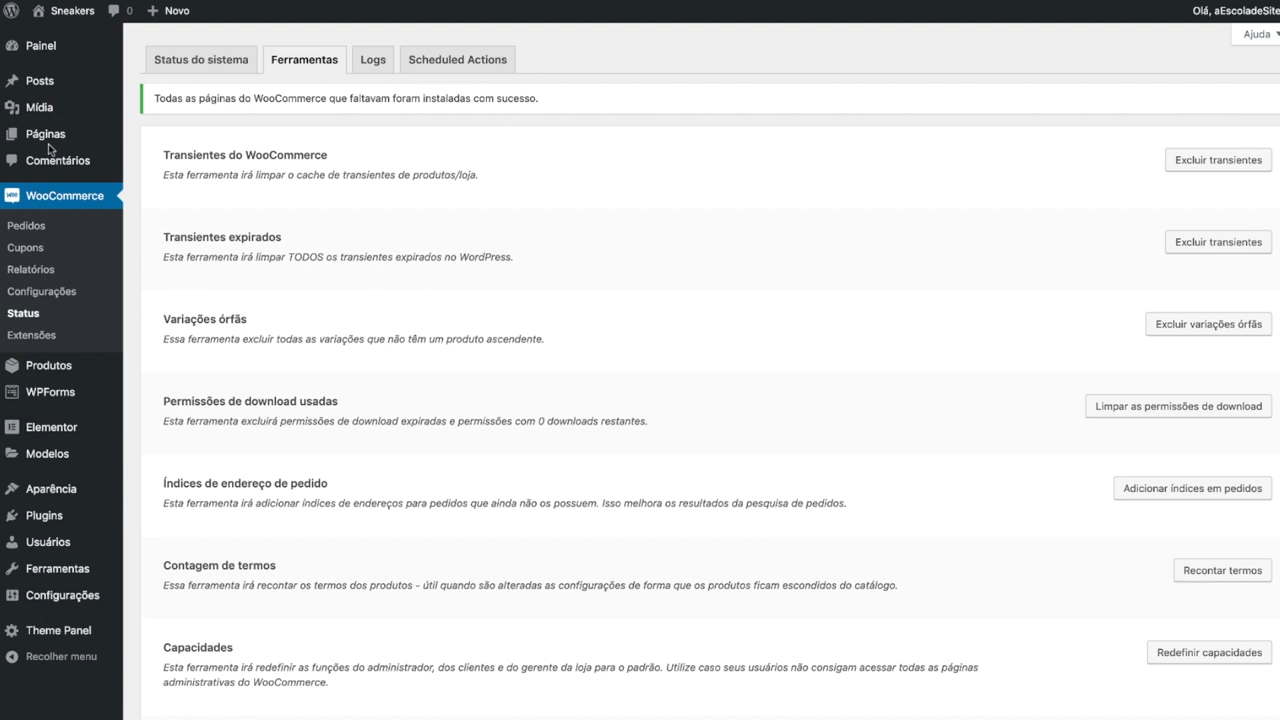 Sneakers 0 Novo Olá, aEscoladeSite
Ajuda
Painel
Posts
Mídia
Páginas
Comentários
WooCommerce
Pedidos
Cupons
Relatórios
Configurações
Status
Extensões
Produtos
WPForms
Elementor
Modelos
Aparência
Plugins
Usuários
Ferramentas
Configurações
Theme Panel
Recolher menu
Status do sistema Ferramentas Logs Scheduled Actions
Todas as páginas do WooCommerce que faltavam foram instaladas com sucesso.
Transientes do WooCommerce
Esta ferramenta irá limpar o cache de transientes de produtos/loja.
Excluir transientes
Transientes expirados
Esta ferramenta irá limpar TODOS os transientes expirados no WordPress.
Excluir transientes
Variações órfãs
Essa ferramenta excluir todas as variações que não têm um produto ascendente.
Excluir variações órfãs
Permissões de download usadas
Esta ferramenta excluirá permissões de download expiradas e permissões com 0 downloads restantes.
Limpar as permissões de download
Índices de endereço de pedido
Esta ferramenta irá adicionar índices de endereços para pedidos que ainda não os possuem. Isso melhora os resultados da pesquisa de pedidos.
Adicionar índices em pedidos
Contagem de termos
Essa ferramenta irá recontar os termos dos produtos - útil quando são alteradas as configurações de forma que os produtos ficam escondidos do catálogo.
Recontar termos
Capacidades
Esta ferramenta irá redefinir as funções do administrador, dos clientes e do gerente da loja para o padrão. Utilize caso seus usuários não consigam acessar todas as páginas
administrativas do WooCommerce.
Redefinir capacidades